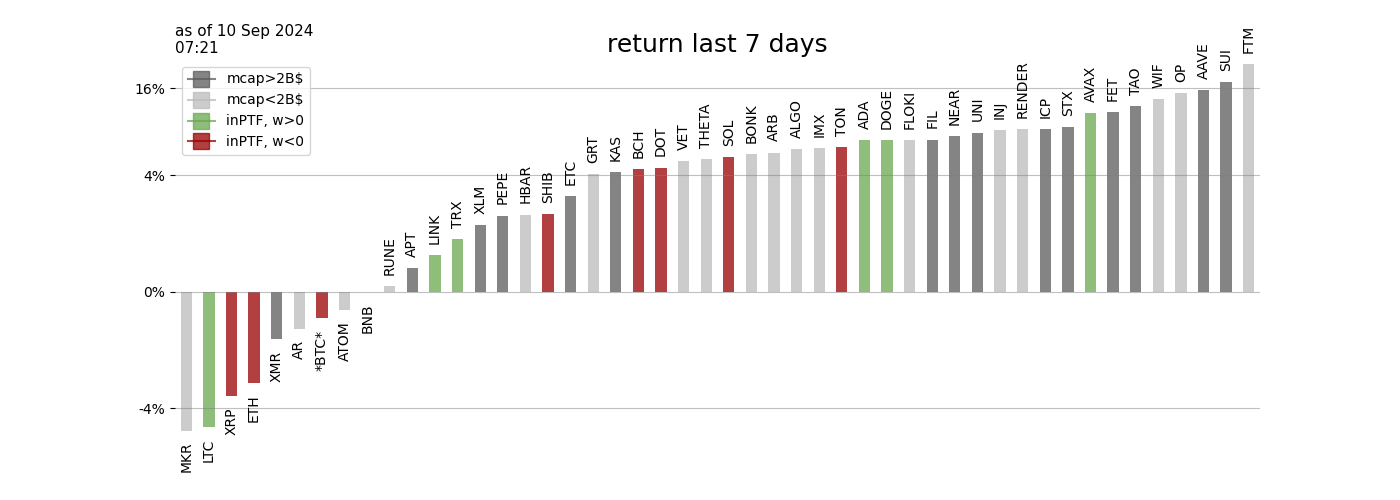 as of 10 Sep 2024
07:21
return last 7 days
mcap>2B$
mcap<2B$
inPTF, w>0
inPTF, w<0
16%
4%
0%
-4%
MKR
LTC
XRP
ETH
XMR
AR
*BTC*
ATOM
BNB
RUNE
APT
LINK
TRX
XLM
PEPE
HBAR
SHIB
ETC
GRT
KAS
BCH
DOT
VET
THETA
SOL
BONK
ARB
ALGO
IMX
TON
ADA
DOGE
FLOKI
FIL
NEAR
UNI
INJ
RENDER
ICP
STX
AVAX
FET
TAO
WIF
OP
AAVE
SUI
FTM